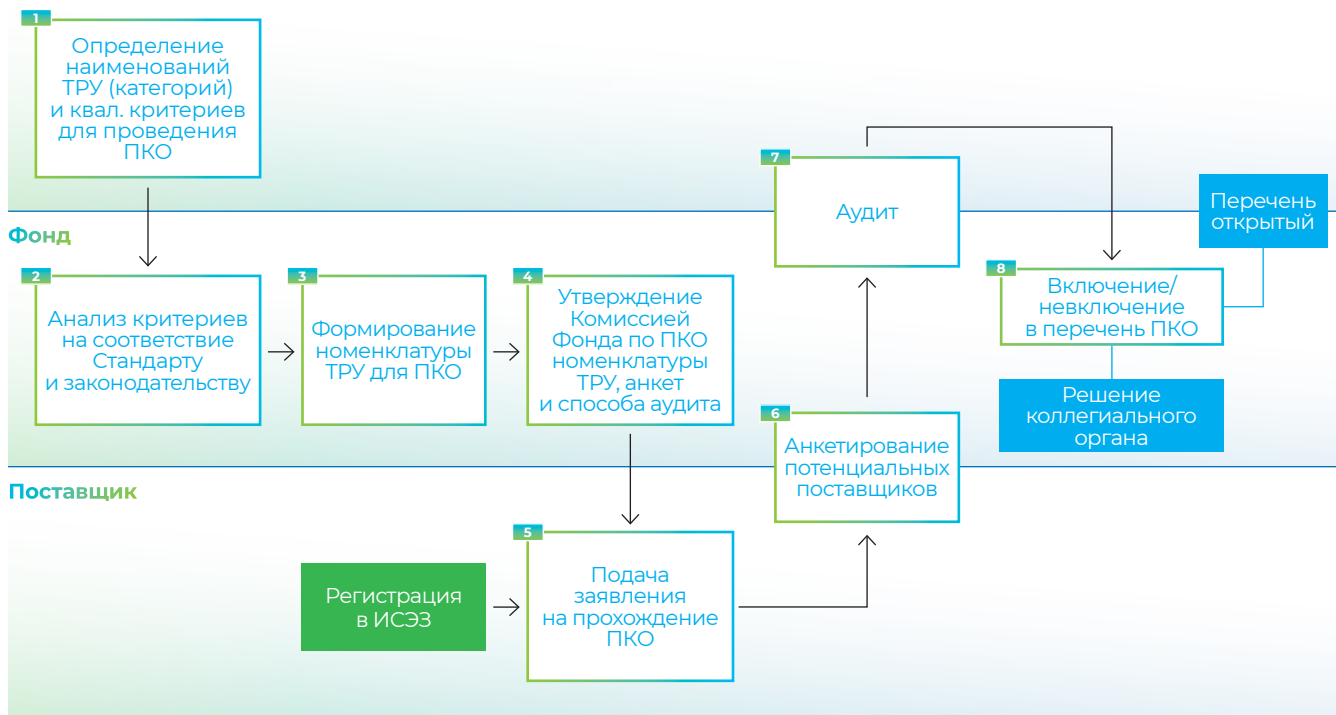 1
Определение
наименований
ТРУ (категорий)
и квал. критериев
для проведения
ПКО
7
Аудит
Перечень
открытый
Фонд
2
Анализ критериев
на соответствие
Стандарту
и законодательству
3
Формирование
номенклатуры
ТРУ для ПКО
4
Утверждение
Комиссией
Фонда по ПКО
номенклатуры
ТРУ, анкет
и способа аудита
8
Включение/
невключение
в перечень ПКО
Решение
коллегиального
органа
6
Анкетирование
потенциальных
поставщиков
Поставщик
Регистрация
в ИСЭЗ
5
Подача
заявления
на прохождение
ПКО